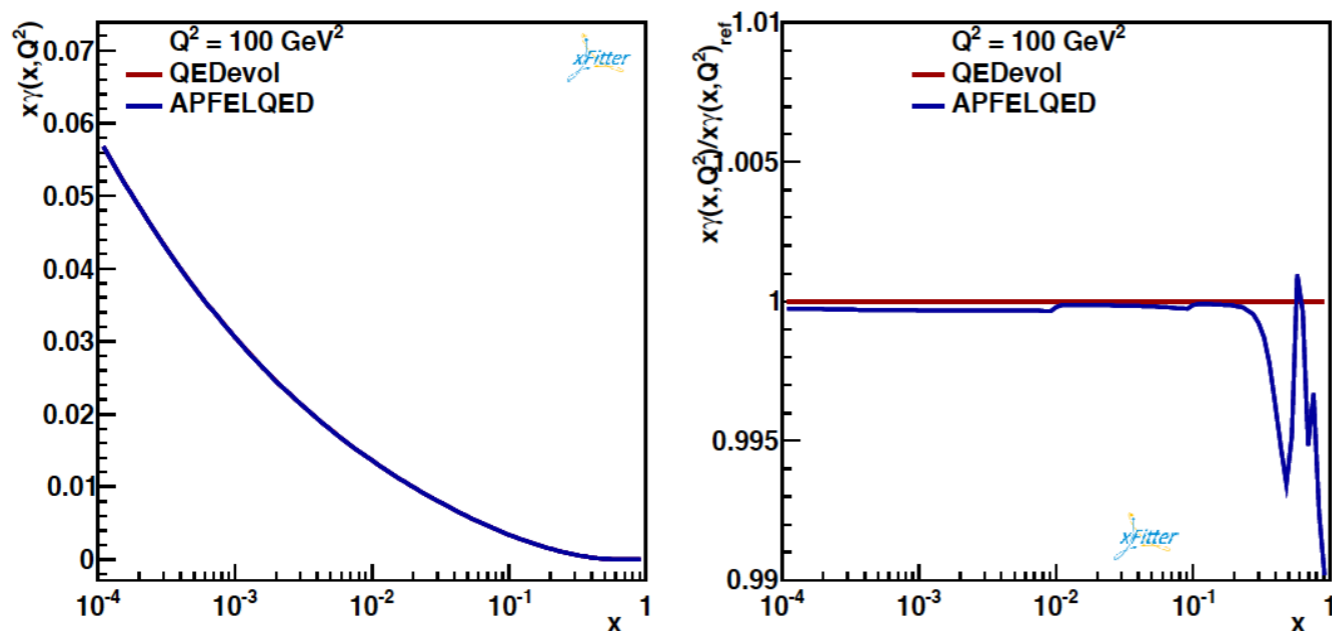 xγ(x,Q²)
0.07
0.06
0.05
0.04
0.03
0.02
0.01
0
Q² = 100 GeV²
QEDevol
APFELQED
xFitter
10⁻⁴
10⁻³
10⁻²
10⁻¹
1
x
xγ(x,Q²)/xγ(x,Q²)ref
1.01
1.005
1
0.995
0.99
Q² = 100 GeV²
QEDevol
APFELQED
xFitter
10⁻⁴
10⁻³
10⁻²
10⁻¹
1
x